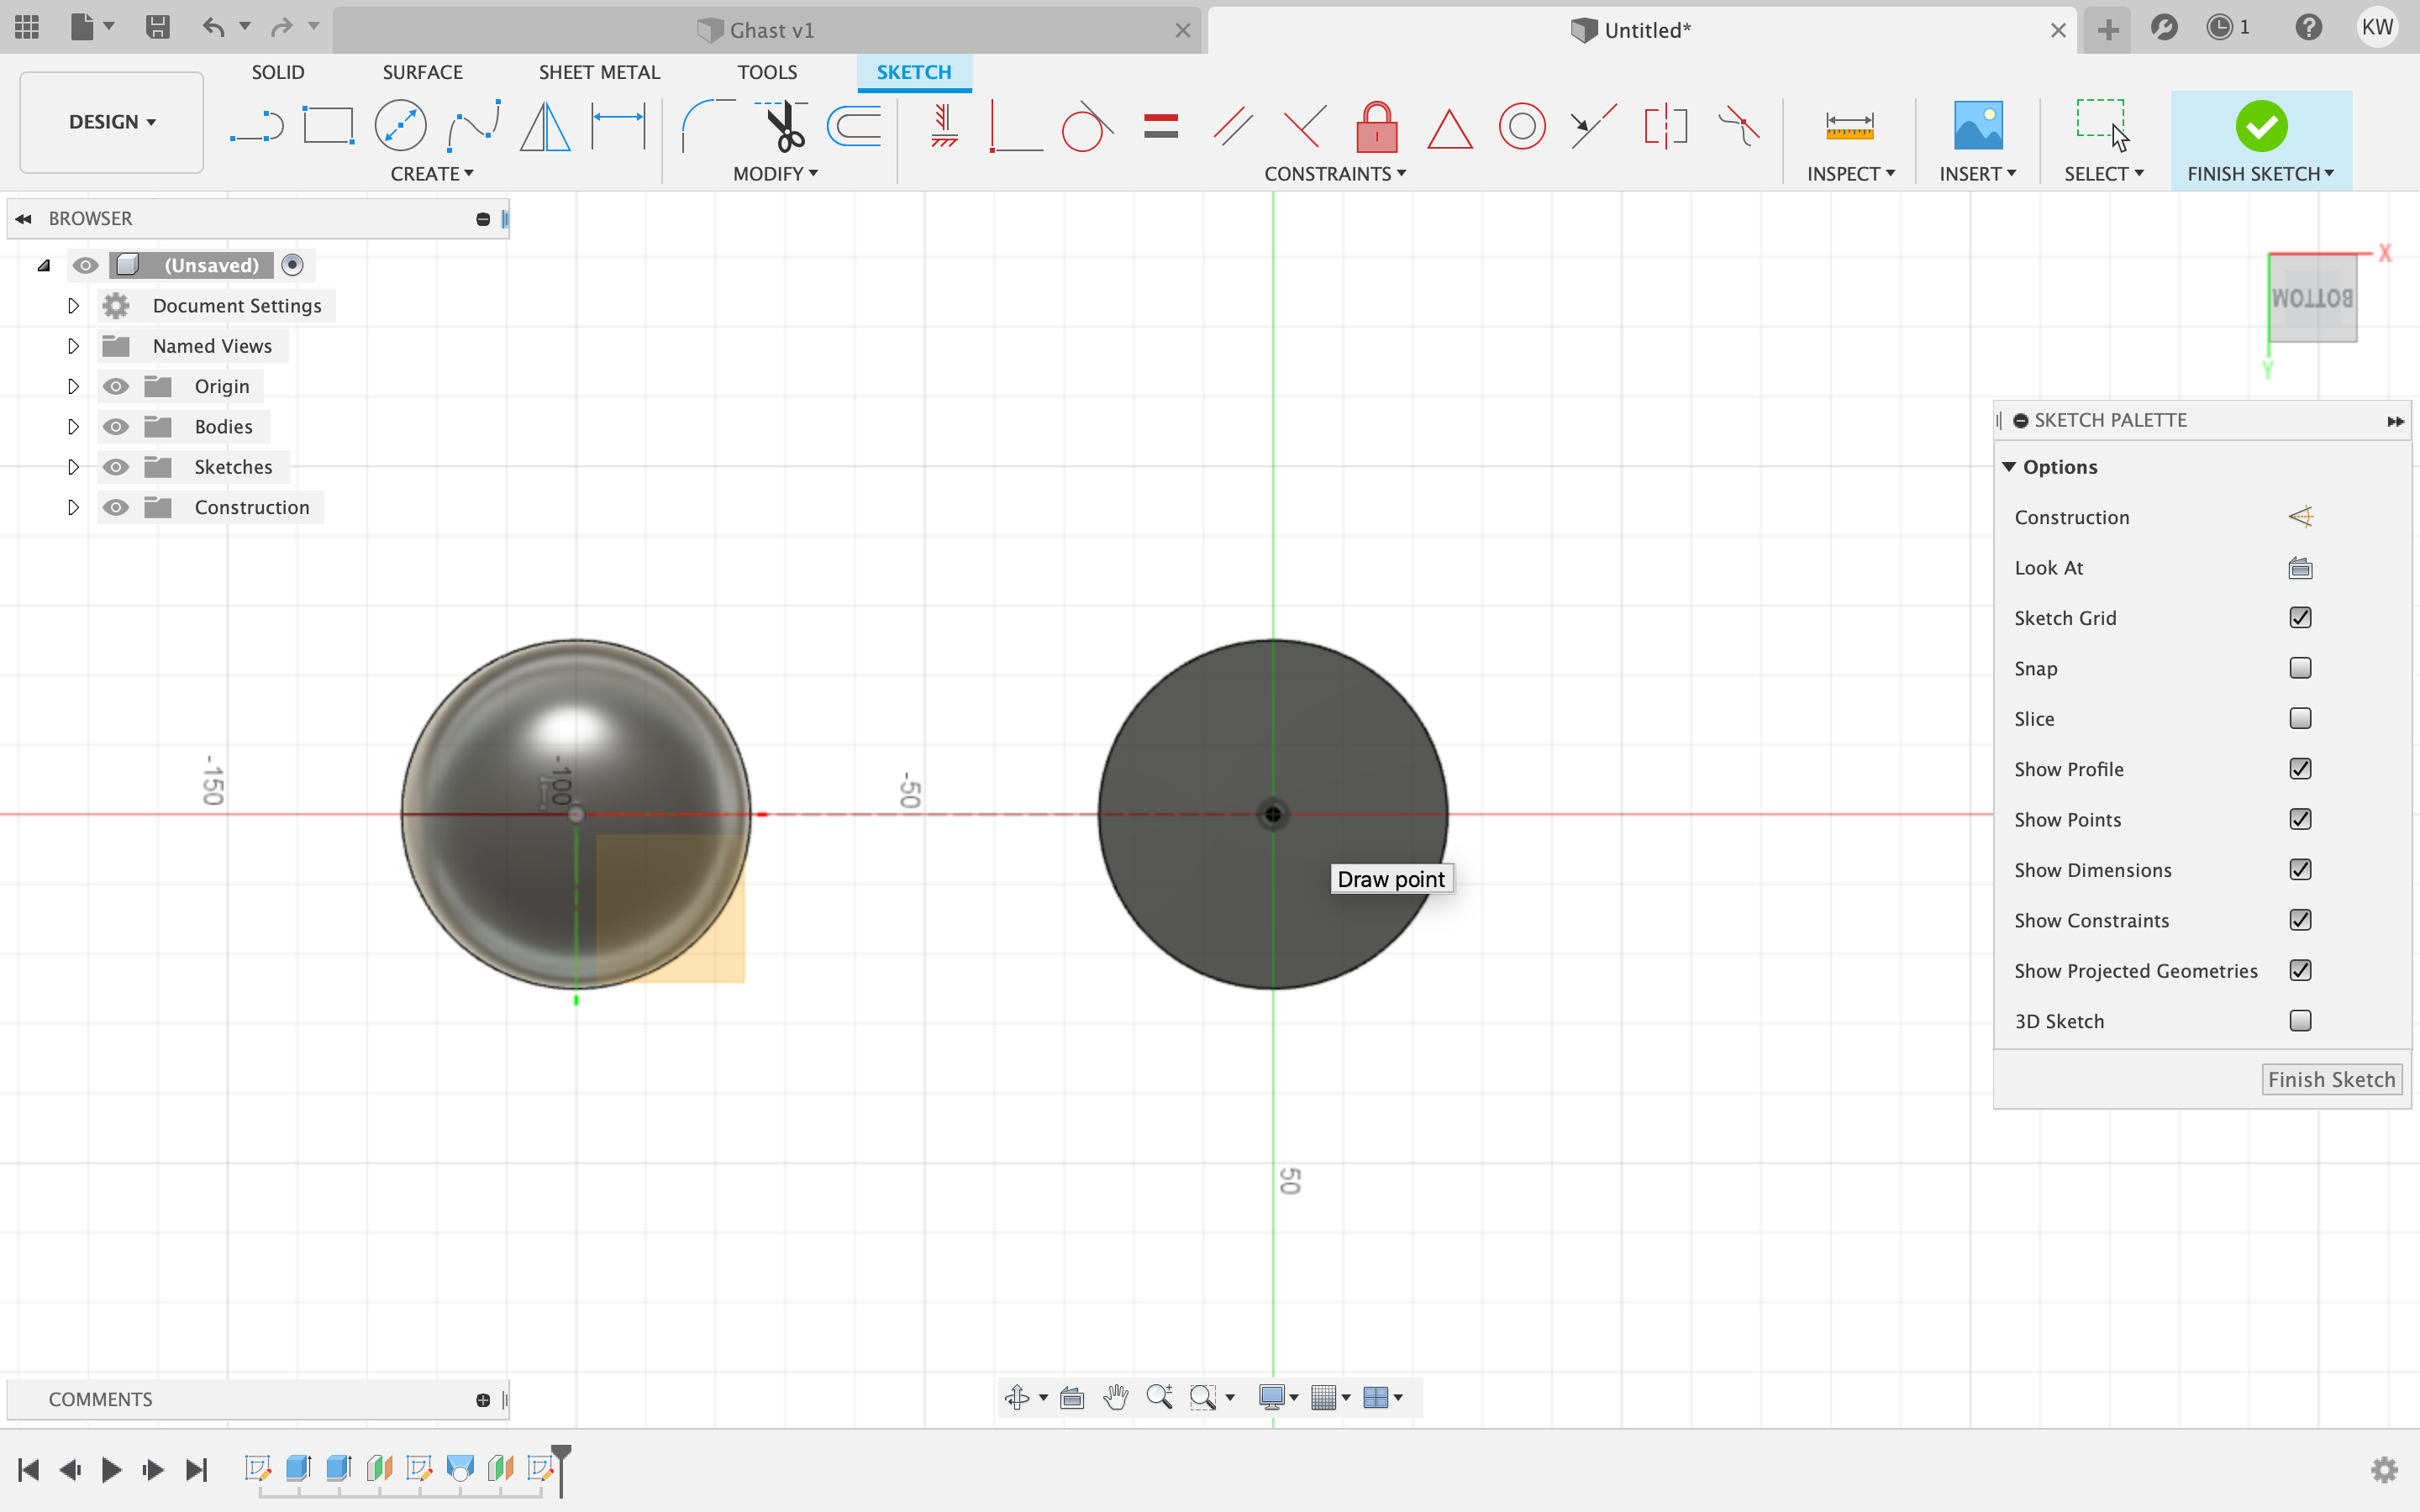 Ghast v1
Untitled*
1
KW
SOLID
SURFACE
SHEET METAL
TOOLS
SKETCH
DESIGN
CREATE
MODIFY
CONSTRAINTS
INSPECT
INSERT
SELECT
FINISH SKETCH
BROWSER
(Unsaved)
Document Settings
Named Views
Origin
Bodies
Sketches
Construction
X
BOTTOM
Y
SKETCH PALETTE
Options
Construction
Look At
Sketch Grid
Snap
Slice
Show Profile
Show Points
Show Dimensions
Show Constraints
Show Projected Geometries
3D Sketch
Finish Sketch
-150
-100
-50
Draw point
50
COMMENTS